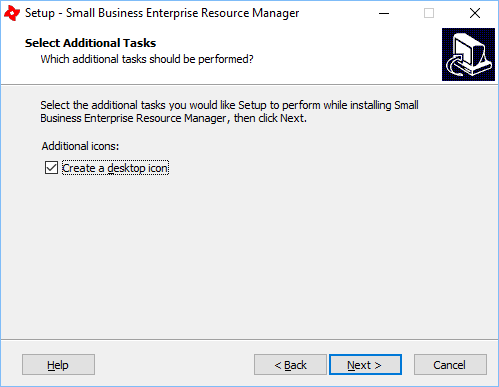 Setup - Small Business Enterprise Resource Manager
Select Additional Tasks
Which additional tasks should be performed?
Select the additional tasks you would like Setup to perform while installing Small
Business Enterprise Resource Manager, then click Next.
Additional icons:
Create a desktop icon
Help
< Back
Next >
Cancel